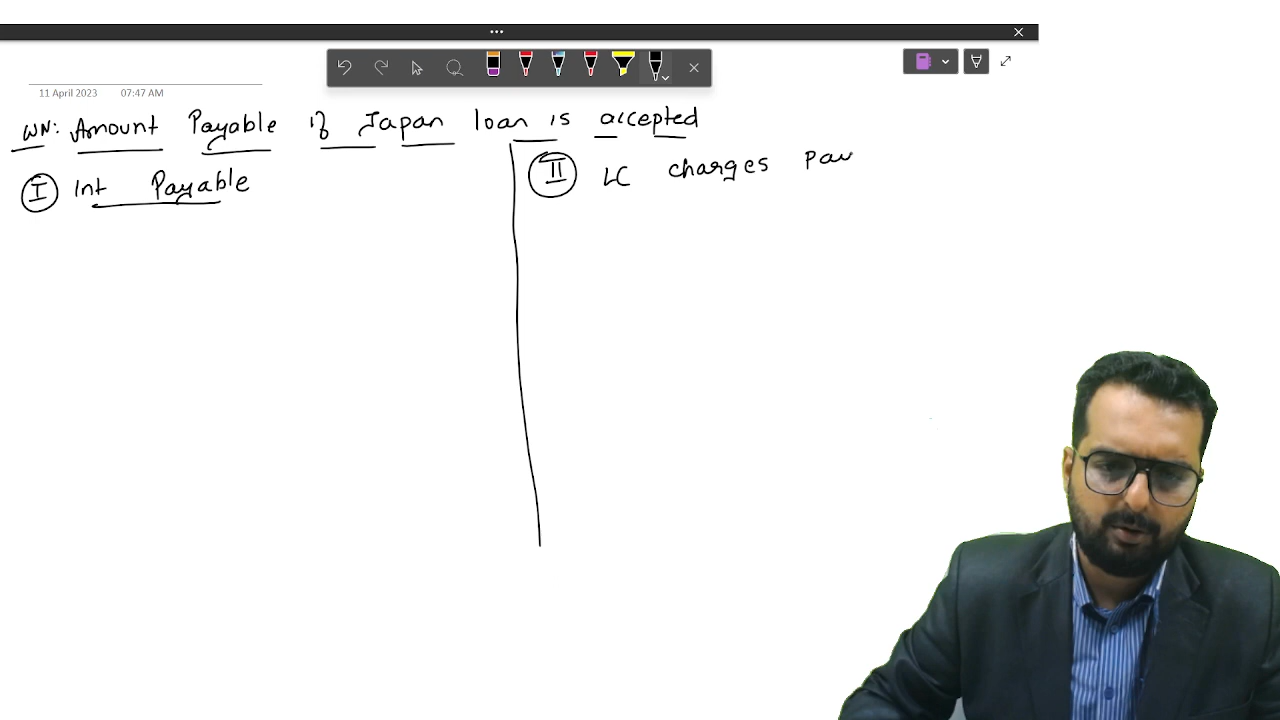 11 April 2023 07:47 AM
WN: Amount Payable if Japan loan is accepted
I Int Payable
II LC charges Pay